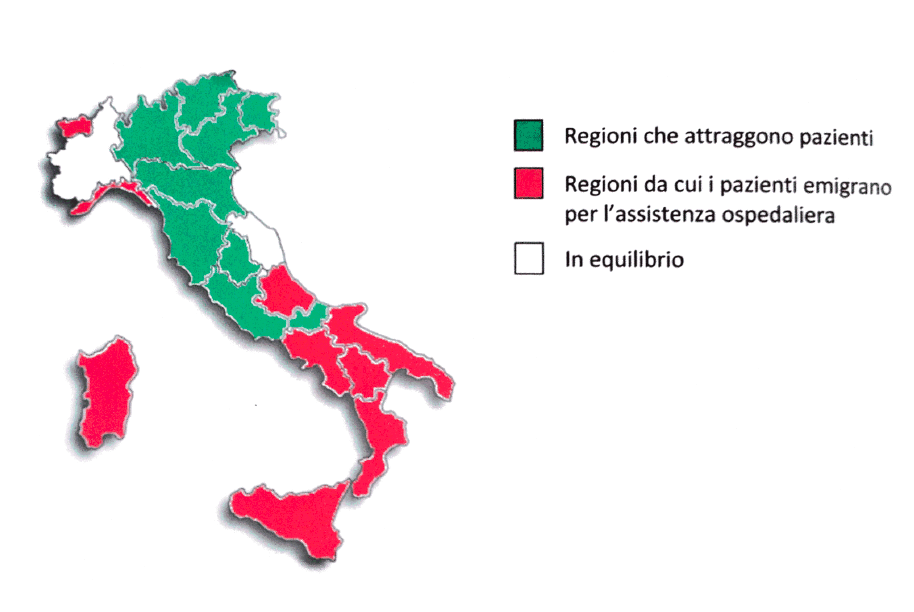 Regioni che attraggono pazienti
Regioni da cui i pazienti emigrano
per l'assistenza ospedaliera
In equilibrio